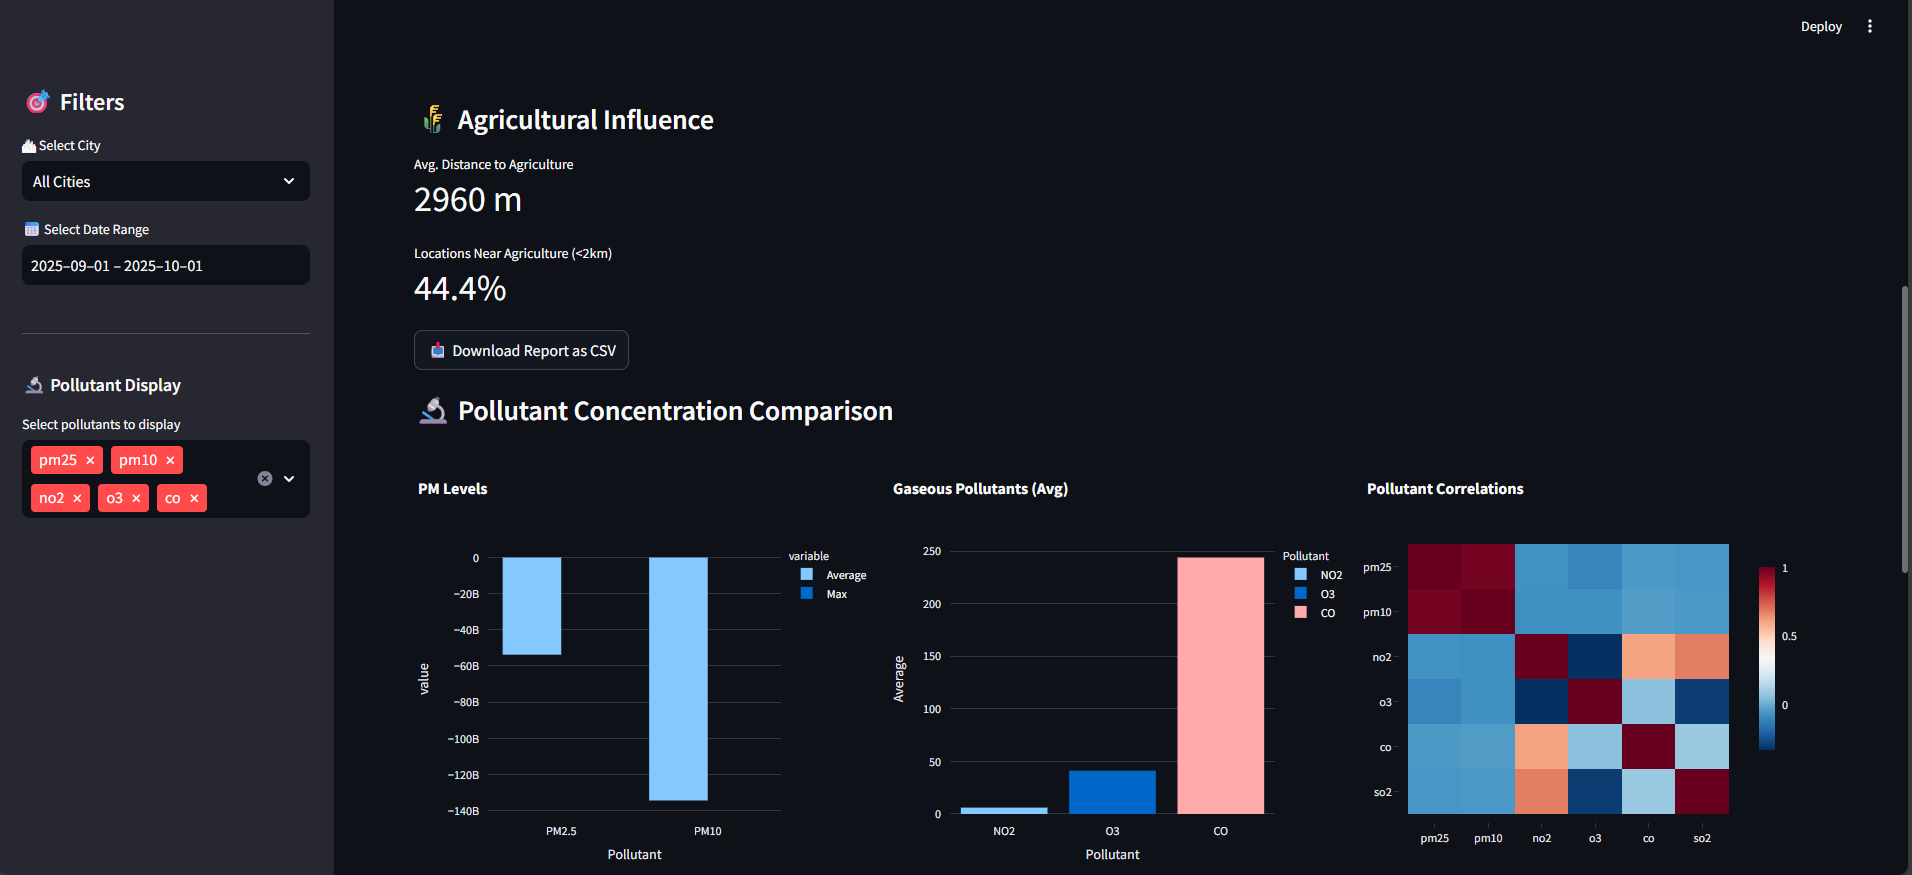 Deploy
Filters
Select City
All Cities
Select Date Range
2025–09–01 – 2025–10–01
Pollutant Display
Select pollutants to display
pm25 × pm10 ×
no2 × o3 × co ×
Agricultural Influence
Avg. Distance to Agriculture
2960 m
Locations Near Agriculture (<2km)
44.4%
Download Report as CSV
Pollutant Concentration Comparison
PM Levels
0
−20B
−40B
−60B
−80B
−100B
−120B
−140B
value
PM2.5 PM10
Pollutant
variable
Average
Max
Gaseous Pollutants (Avg)
250
200
150
100
50
0
Average
NO2 O3 CO
Pollutant
Pollutant
NO2
O3
CO
Pollutant Correlations
pm25
pm10
no2
o3
co
so2
pm25 pm10 no2 o3 co so2
1
0.5
0